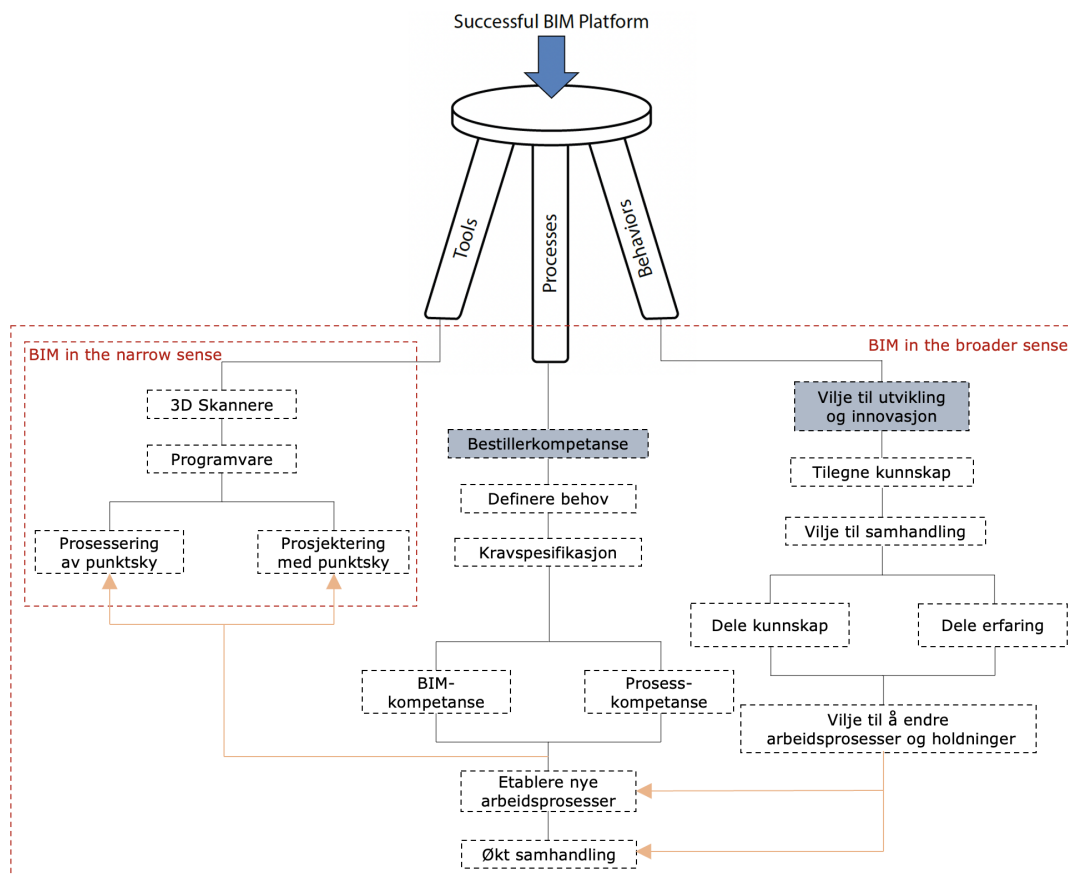 Successful BIM Platform
Tools
Processes
Behaviors
BIM in the narrow sense
BIM in the broader sense
3D Skannere
Programvare
Prosessering
av punktsky
Prosjektering
med punktsky
Bestillerkompetanse
Definere behov
Kravspesifikasjon
BIM-
kompetanse
Prosess-
kompetanse
Etablere nye
arbeidsprosesser
Økt samhandling
Vilje til utvikling
og innovasjon
Tilegne kunnskap
Vilje til samhandling
Dele kunnskap
Dele erfaring
Vilje til å endre
arbeidsprosesser og holdninger